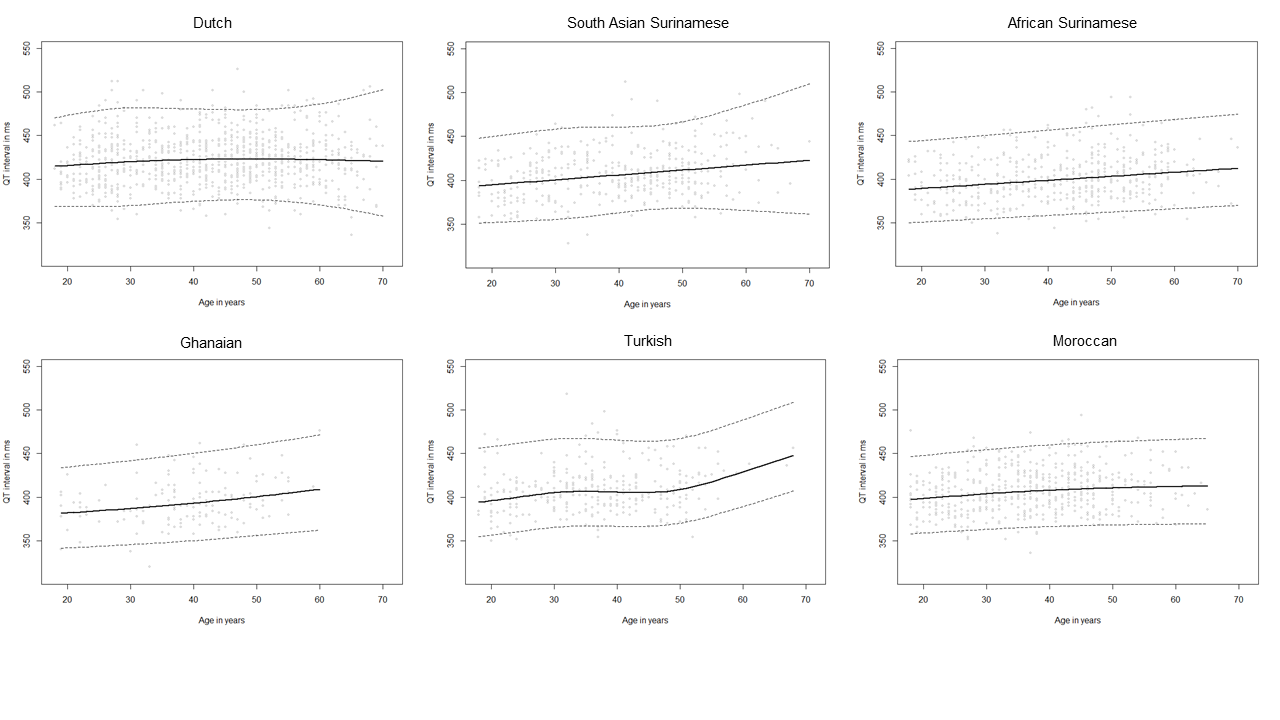 Dutch
South Asian Surinamese
African Surinamese
550
500
450
400
350
QT interval in ms
20 30 40 50 60 70
Age in years
550
500
450
400
350
QT interval in ms
20 30 40 50 60 70
Age in years
550
500
450
400
350
QT interval in ms
20 30 40 50 60 70
Age in years
Ghanaian
Turkish
Moroccan
550
500
450
400
350
QT interval in ms
20 30 40 50 60 70
Age in years
550
500
450
400
350
QT interval in ms
20 30 40 50 60 70
Age in years
550
500
450
400
350
QT interval in ms
20 30 40 50 60 70
Age in years